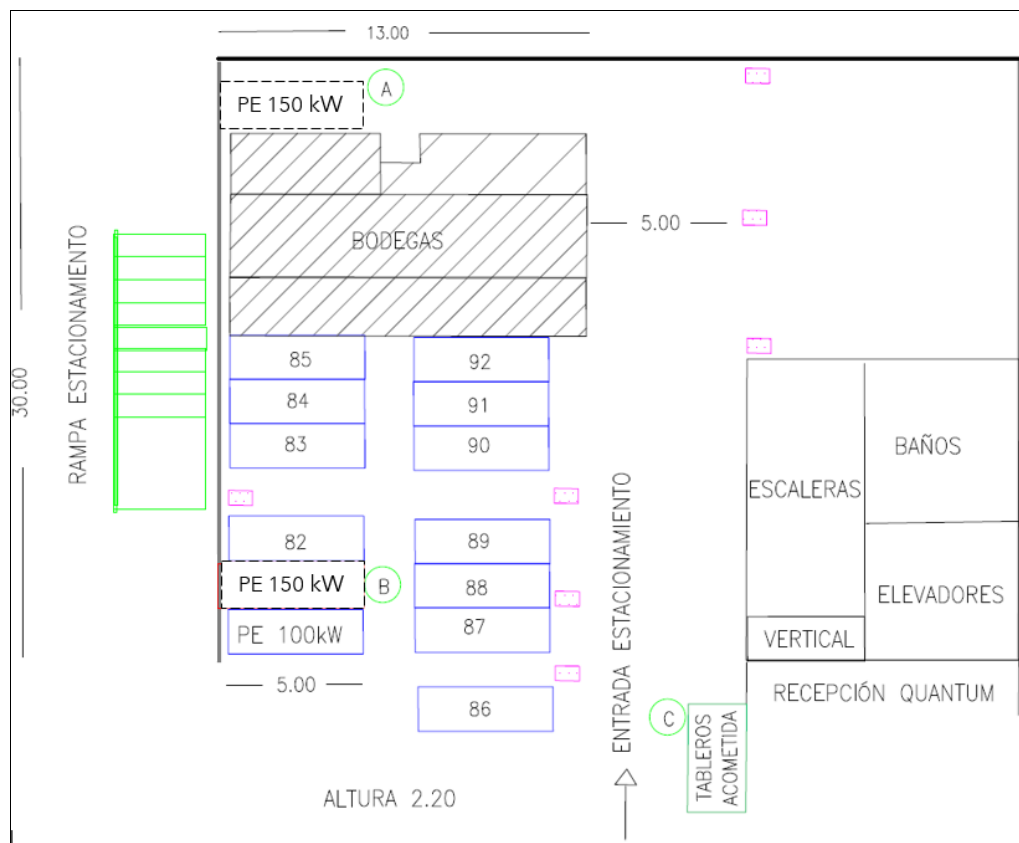 13.00
PE 150 kW
A
BODEGAS
5.00
RAMPA ESTACIONAMIENTO
30.00
85
92
84
91
83
90
ESCALERAS
BAÑOS
82
89
PE 150 kW
B
88
ELEVADORES
PE 100kW
87
VERTICAL
5.00
86
ENTRADA ESTACIONAMIENTO
RECEPCIÓN QUANTUM
C
TABLEROS
ACOMETIDA
ALTURA 2.20